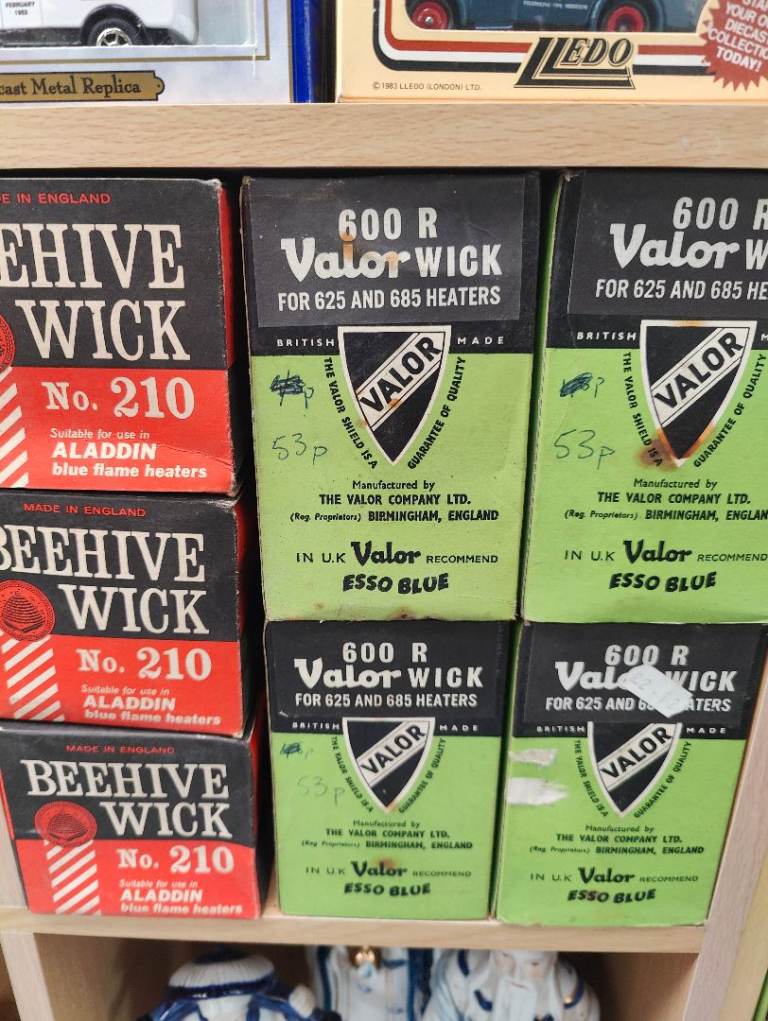 FEBRUARY
1953
cast Metal Replica
© 1983 LLEDO (LONDON) LTD.
LLEDO
YOUR O
DIECAS
COLLECTIO
TODAY!
E IN ENGLAND
EHIVE
WICK
No. 210
Suitable for use in
ALADDIN
blue flame heaters
MADE IN ENGLAND
BEEHIVE
WICK
No. 210
Suitable for use in
ALADDIN
blue flame heaters
MADE IN ENGLAND
BEEHIVE
WICK
No. 210
Suitable for use in
ALADDIN
blue flame heaters
600 R
Valor WICK
FOR 625 AND 685 HEATERS
BRITISH MADE
VALOR
THE VALOR SHIELD IS A GUARANTEE OF QUALITY
53p
Manufactured by
THE VALOR COMPANY LTD.
(Reg. Proprietors) BIRMINGHAM, ENGLAND
IN U.K Valor RECOMMEND
ESSO BLUE
600 R
Valor W
FOR 625 AND 685 HE
BRITISH M
VALOR
THE VALOR SHIELD IS A GUARANTEE OF QUALITY
53p
Manufactured by
THE VALOR COMPANY LTD.
(Reg. Proprietors) BIRMINGHAM, ENGLAN
IN U.K Valor RECOMMEND
ESSO BLUE
600 R
Valor WICK
FOR 625 AND 685 HEATERS
BRITISH MADE
VALOR
THE VALOR SHIELD IS A GUARANTEE OF QUALITY
53p
Manufactured by
THE VALOR COMPANY LTD.
(Reg. Proprietors) BIRMINGHAM, ENGLAND
IN U.K Valor RECOMMEND
ESSO BLUE
600 R
Valo WICK
FOR 625 AND 6 ATERS
BRITISH MADE
VALOR
THE VALOR SHIELD IS A GUARANTEE OF QUALITY
Manufactured by
THE VALOR COMPANY LTD.
(Reg. Proprietors) BIRMINGHAM, ENGLAND
IN U.K Valor RECOMMEND
ESSO BLUE